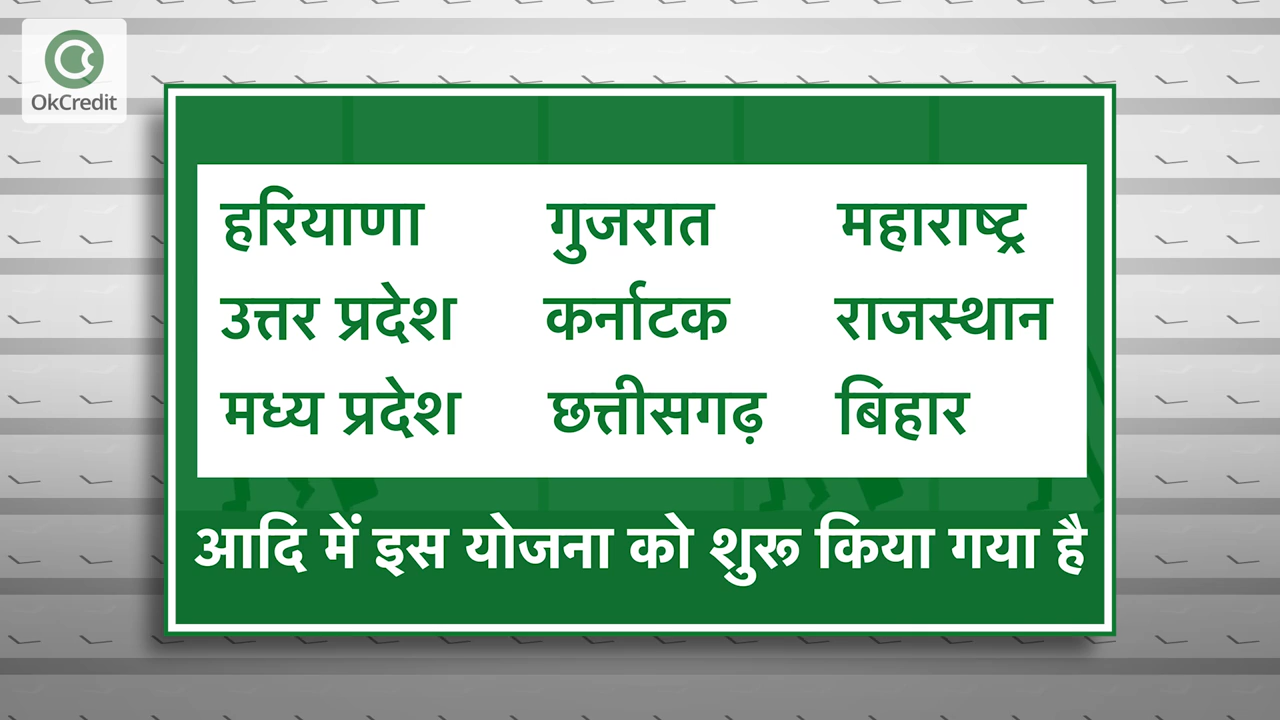 OkCredit
हरियाणा गुजरात महाराष्ट्र
उत्तर प्रदेश कर्नाटक राजस्थान
मध्य प्रदेश छत्तीसगढ़ बिहार
आदि में इस योजना को शुरू किया गया है